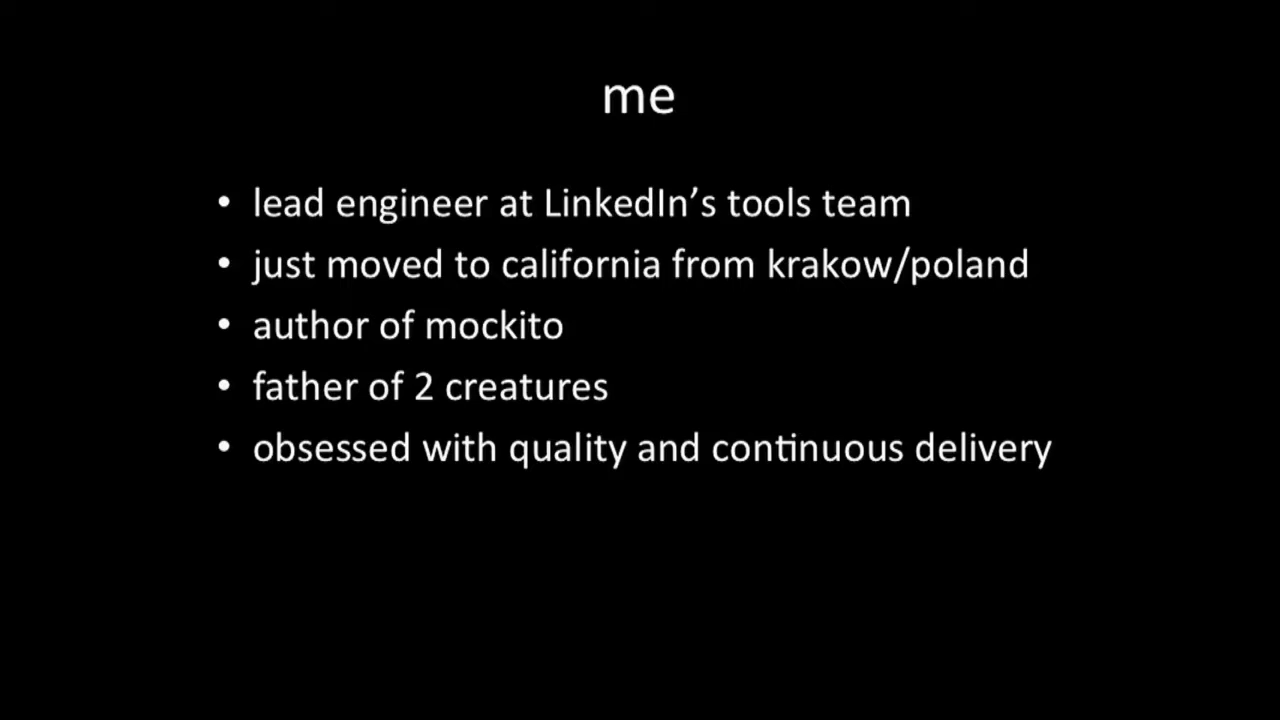 me
• lead engineer at LinkedIn’s tools team
• just moved to california from krakow/poland
• author of mockito
• father of 2 creatures
• obsessed with quality and continuous delivery